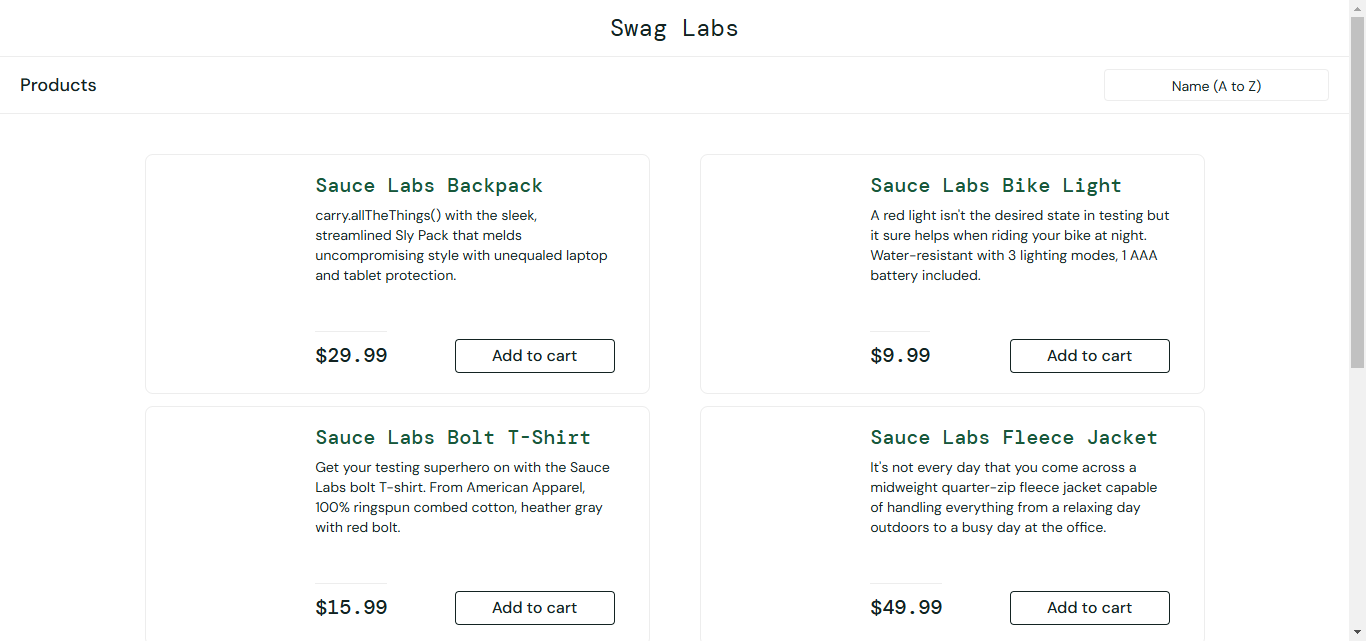 Swag Labs
Products
Name (A to Z)
Sauce Labs Backpack
carry.allTheThings() with the sleek,
streamlined Sly Pack that melds
uncompromising style with unequaled laptop
and tablet protection.
$29.99
Add to cart
Sauce Labs Bike Light
A red light isn't the desired state in testing but
it sure helps when riding your bike at night.
Water-resistant with 3 lighting modes, 1 AAA
battery included.
$9.99
Add to cart
Sauce Labs Bolt T-Shirt
Get your testing superhero on with the Sauce
Labs bolt T-shirt. From American Apparel,
100% ringspun combed cotton, heather gray
with red bolt.
$15.99
Add to cart
Sauce Labs Fleece Jacket
It's not every day that you come across a
midweight quarter-zip fleece jacket capable
of handling everything from a relaxing day
outdoors to a busy day at the office.
$49.99
Add to cart